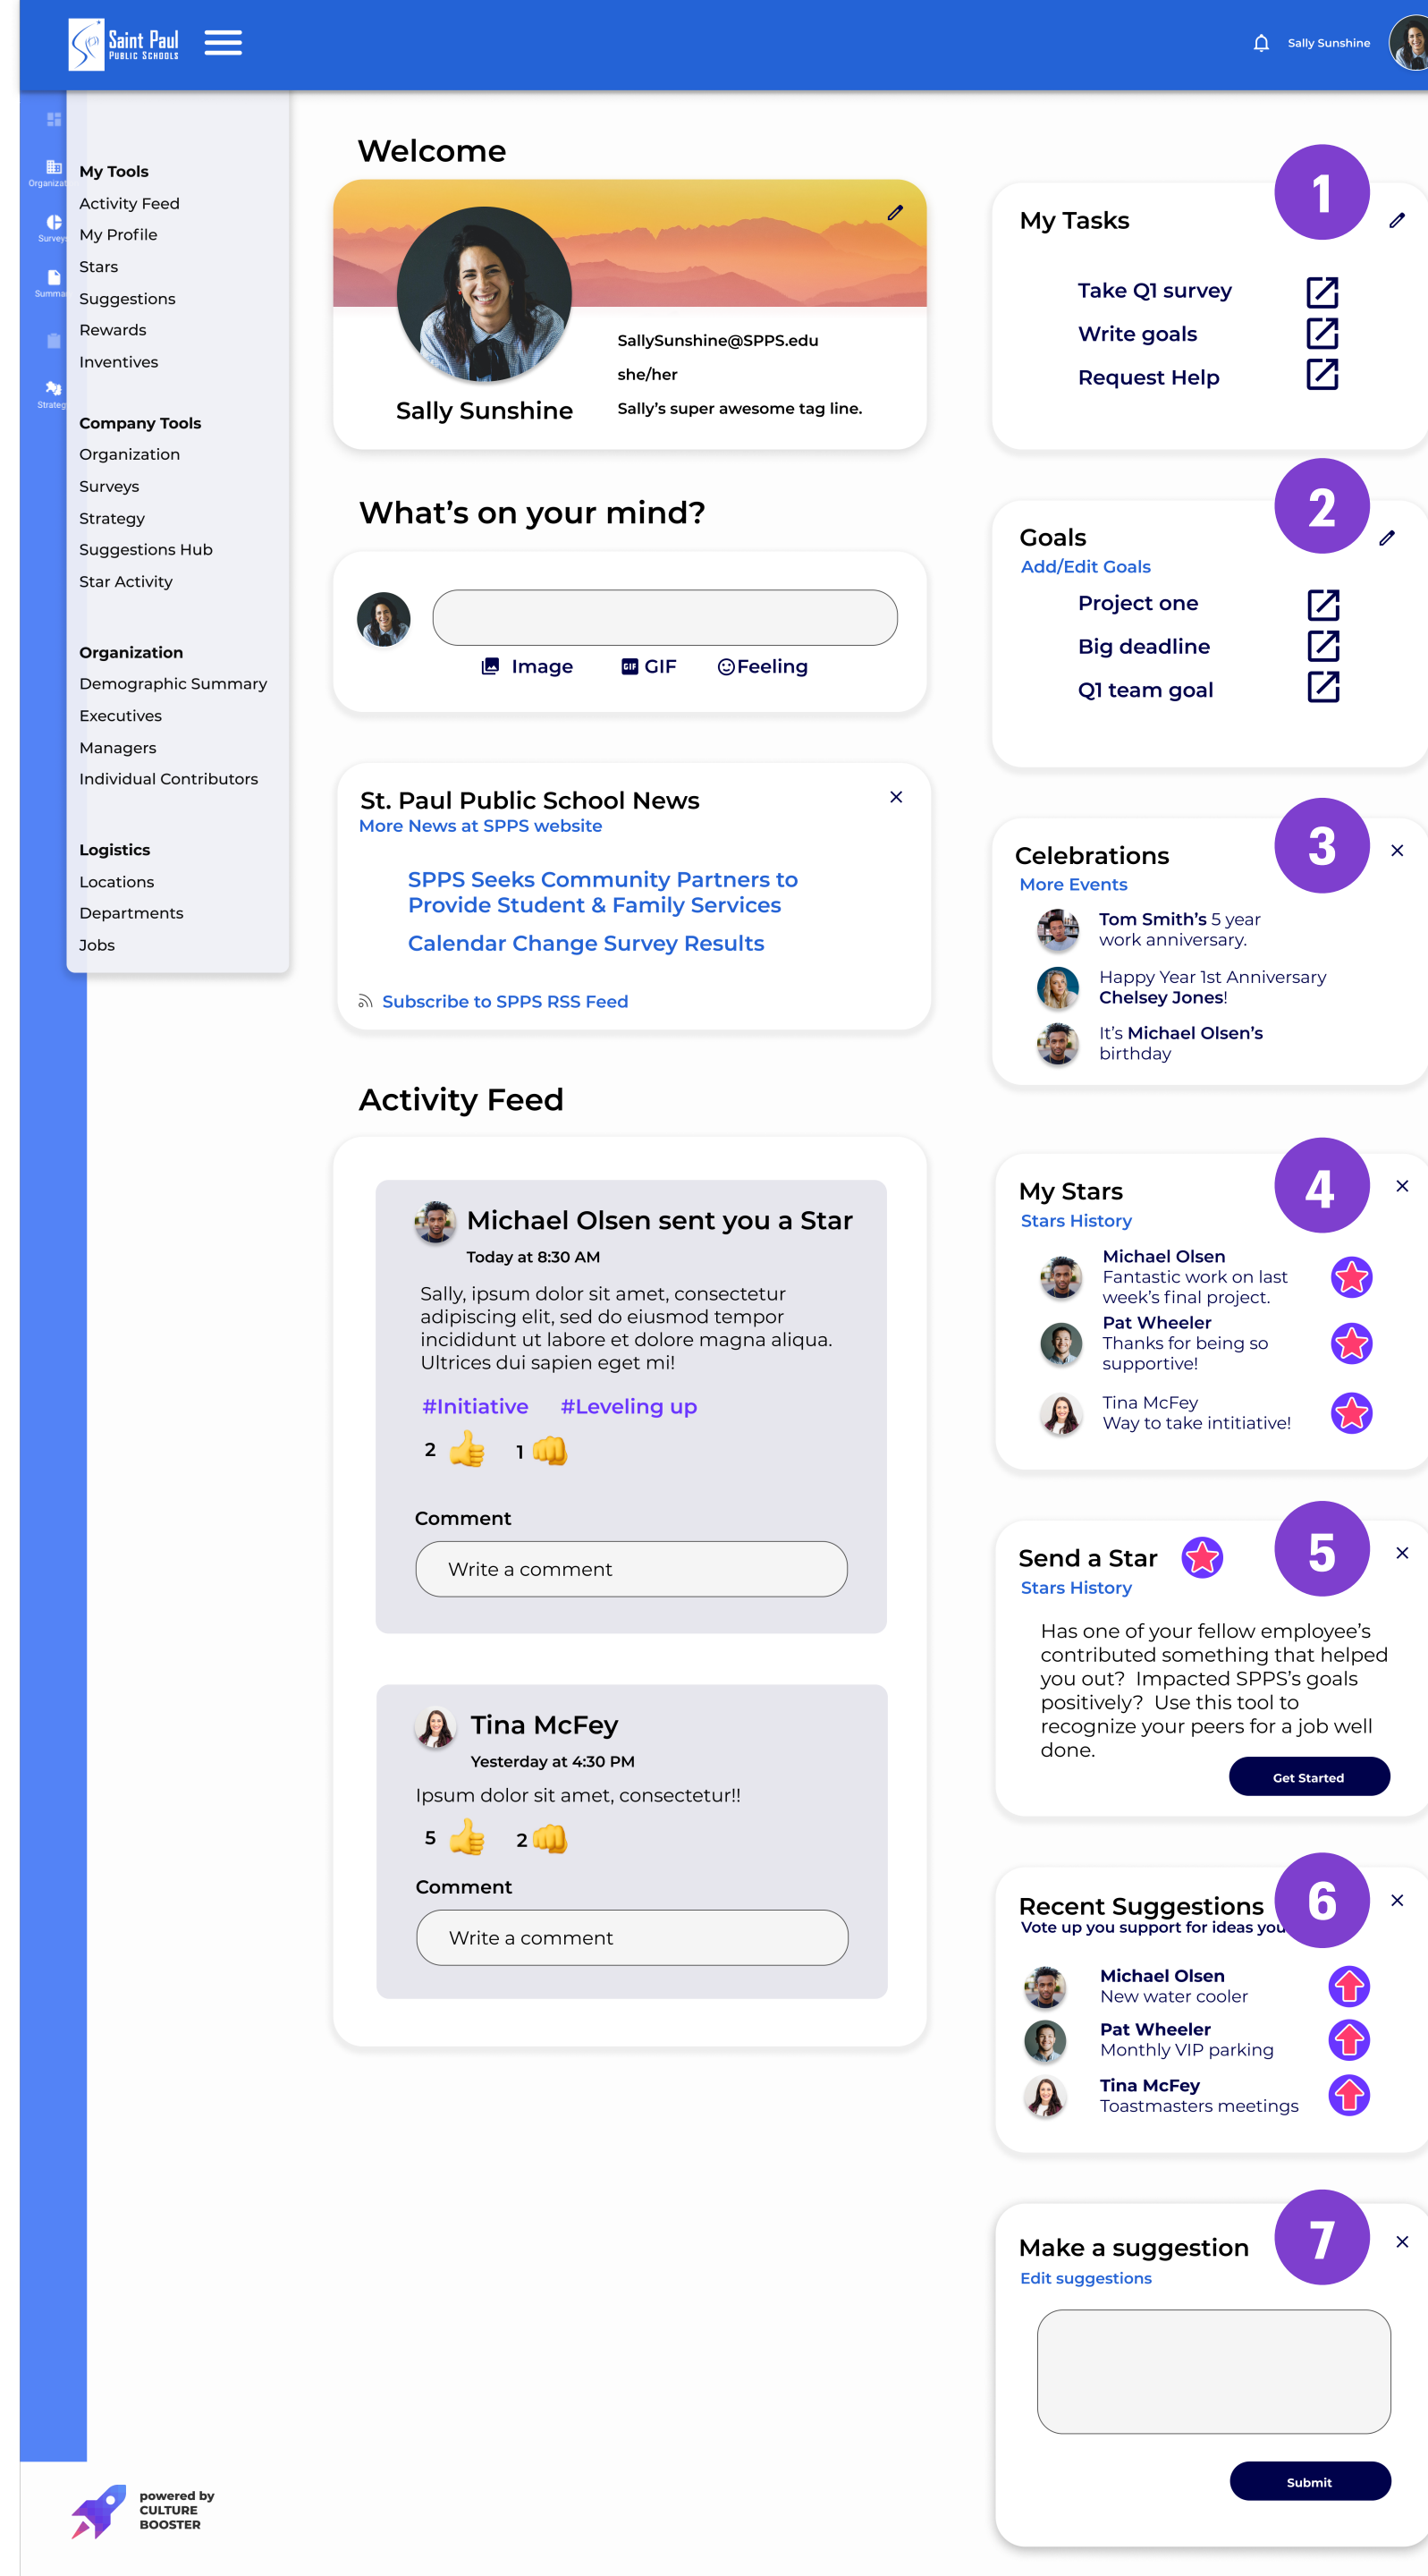 Saint Paul
PUBLIC SCHOOLS
Sally Sunshine
Organizat
Surveys
Summa
Strateg
My Tools
Activity Feed
My Profile
Stars
Suggestions
Rewards
Inventives
Company Tools
Organization
Surveys
Strategy
Suggestions Hub
Star Activity
Organization
Demographic Summary
Executives
Managers
Individual Contributors
Logistics
Locations
Departments
Jobs
powered by
CULTURE
BOOSTER
Welcome
SallySunshine@SPPS.edu
she/her
Sally Sunshine
Sally's super awesome tag line.
What's on your mind?
Image
GIF
GIF
Feeling
St. Paul Public School News
More News at SPPS website
SPPS Seeks Community Partners to
Provide Student & Family Services
Calendar Change Survey Results
Subscribe to SPPS RSS Feed
Activity Feed
Michael Olsen sent you a Star
Today at 8:30 AM
Sally, ipsum dolor sit amet, consectetur
adipiscing elit, sed do eiusmod tempor
incididunt ut labore et dolore magna aliqua.
Ultrices dui sapien eget mi!
#Initiative #Leveling up
2 1
Comment
Write a comment
Tina McFey
Yesterday at 4:30 PM
Ipsum dolor sit amet, consectetur!!
5 2
Comment
Write a comment
1
My Tasks
Take Q1 survey
Write goals
Request Help
2
Goals
Add/Edit Goals
Project one
Big deadline
Q1 team goal
3
Celebrations
More Events
Tom Smith's 5 year
work anniversary.
Happy Year 1st Anniversary
Chelsey Jones!
It's Michael Olsen's
birthday
4
My Stars
Stars History
Michael Olsen
Fantastic work on last
week's final project.
Pat Wheeler
Thanks for being so
supportive!
Tina McFey
Way to take intitiative!
5
Send a Star
Stars History
Has one of your fellow employee's
contributed something that helped
you out? Impacted SPPS's goals
positively? Use this tool to
recognize your peers for a job well
done.
Get Started
6
Recent Suggestions
Vote up you support for ideas you
Michael Olsen
New water cooler
Pat Wheeler
Monthly VIP parking
Tina McFey
Toastmasters meetings
7
Make a suggestion
Edit suggestions
Submit